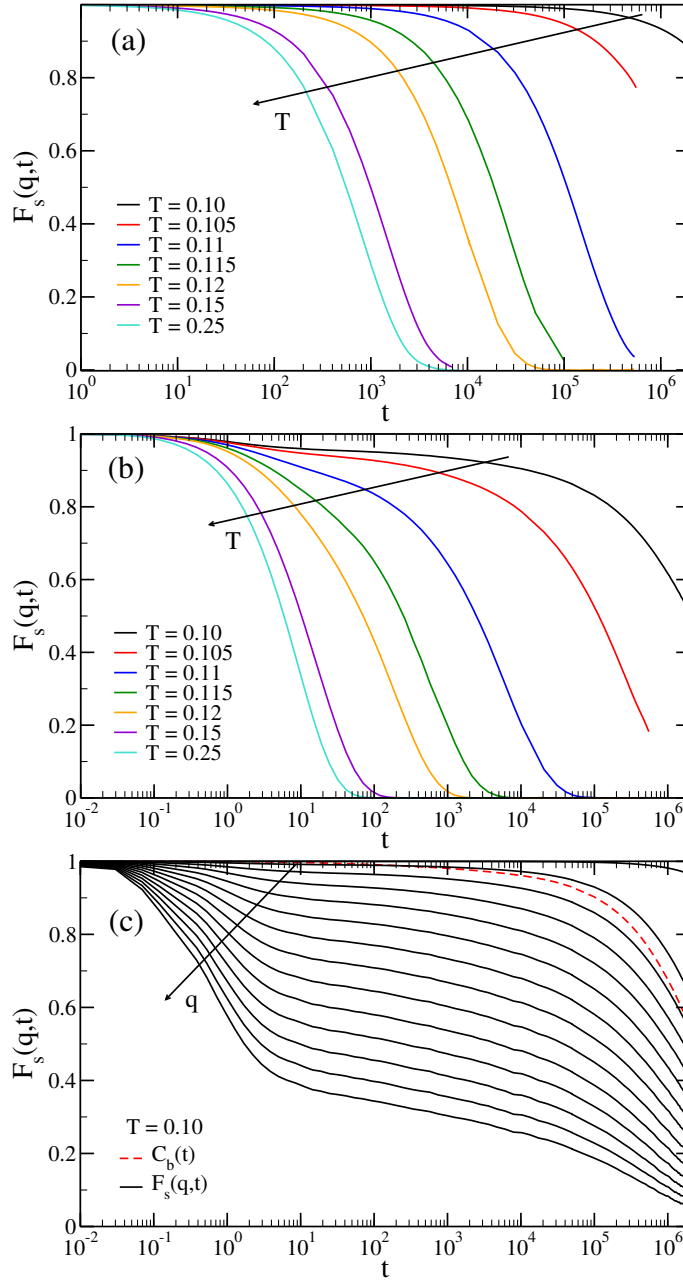 (a)
T
F_s(q,t)
T = 0.10
T = 0.105
T = 0.11
T = 0.115
T = 0.12
T = 0.15
T = 0.25
1
0.8
0.6
0.4
0.2
0
10^0 10^1 10^2 10^3 10^4 10^5 10^6
t
(b)
T
F_s(q,t)
T = 0.10
T = 0.105
T = 0.11
T = 0.115
T = 0.12
T = 0.15
T = 0.25
1
0.8
0.6
0.4
0.2
0
10^-2 10^-1 10^0 10^1 10^2 10^3 10^4 10^5 10^6
t
(c)
q
F_s(q,t)
T = 0.10
C_b(t)
F_s(q,t)
1
0.8
0.6
0.4
0.2
0
10^-2 10^-1 10^0 10^1 10^2 10^3 10^4 10^5 10^6
t